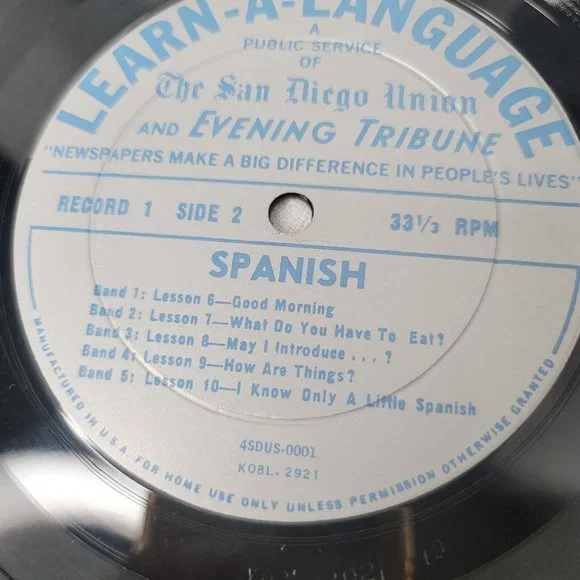 LEARN-A-LANGUAGE
A
PUBLIC SERVICE
OF
The San Diego Union
AND EVENING TRIBUNE
"NEWSPAPERS MAKE A BIG DIFFERENCE IN PEOPLE'S LIVES"
RECORD 1 SIDE 2 33 1/3 RPM
SPANISH
Band 1: Lesson 6—Good Morning
Band 2: Lesson 7—What Do You Have To Eat?
Band 3: Lesson 8—May I Introduce . . . ?
Band 4: Lesson 9—How Are Things?
Band 5: Lesson 10—I Know Only A Little Spanish
4SDUS-0001
K08L-2921
MANUFACTURED IN U.S.A. FOR HOME USE ONLY UNLESS PERMISSION OTHERWISE GRANTED